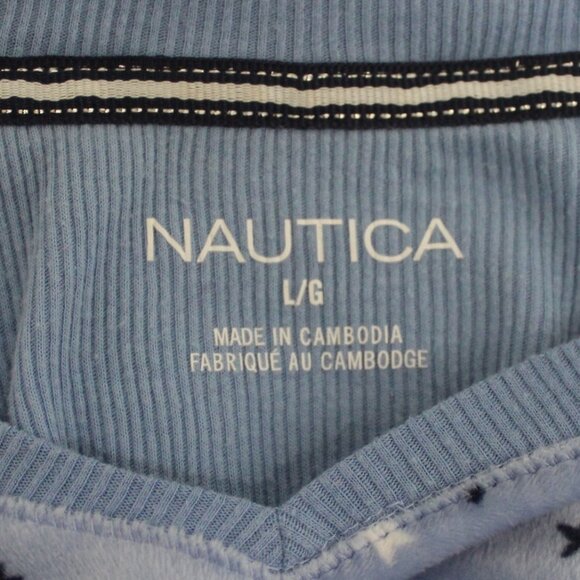 NAUTICA
L/G
MADE IN CAMBODIA
FABRIQUÉ AU CAMBODGE